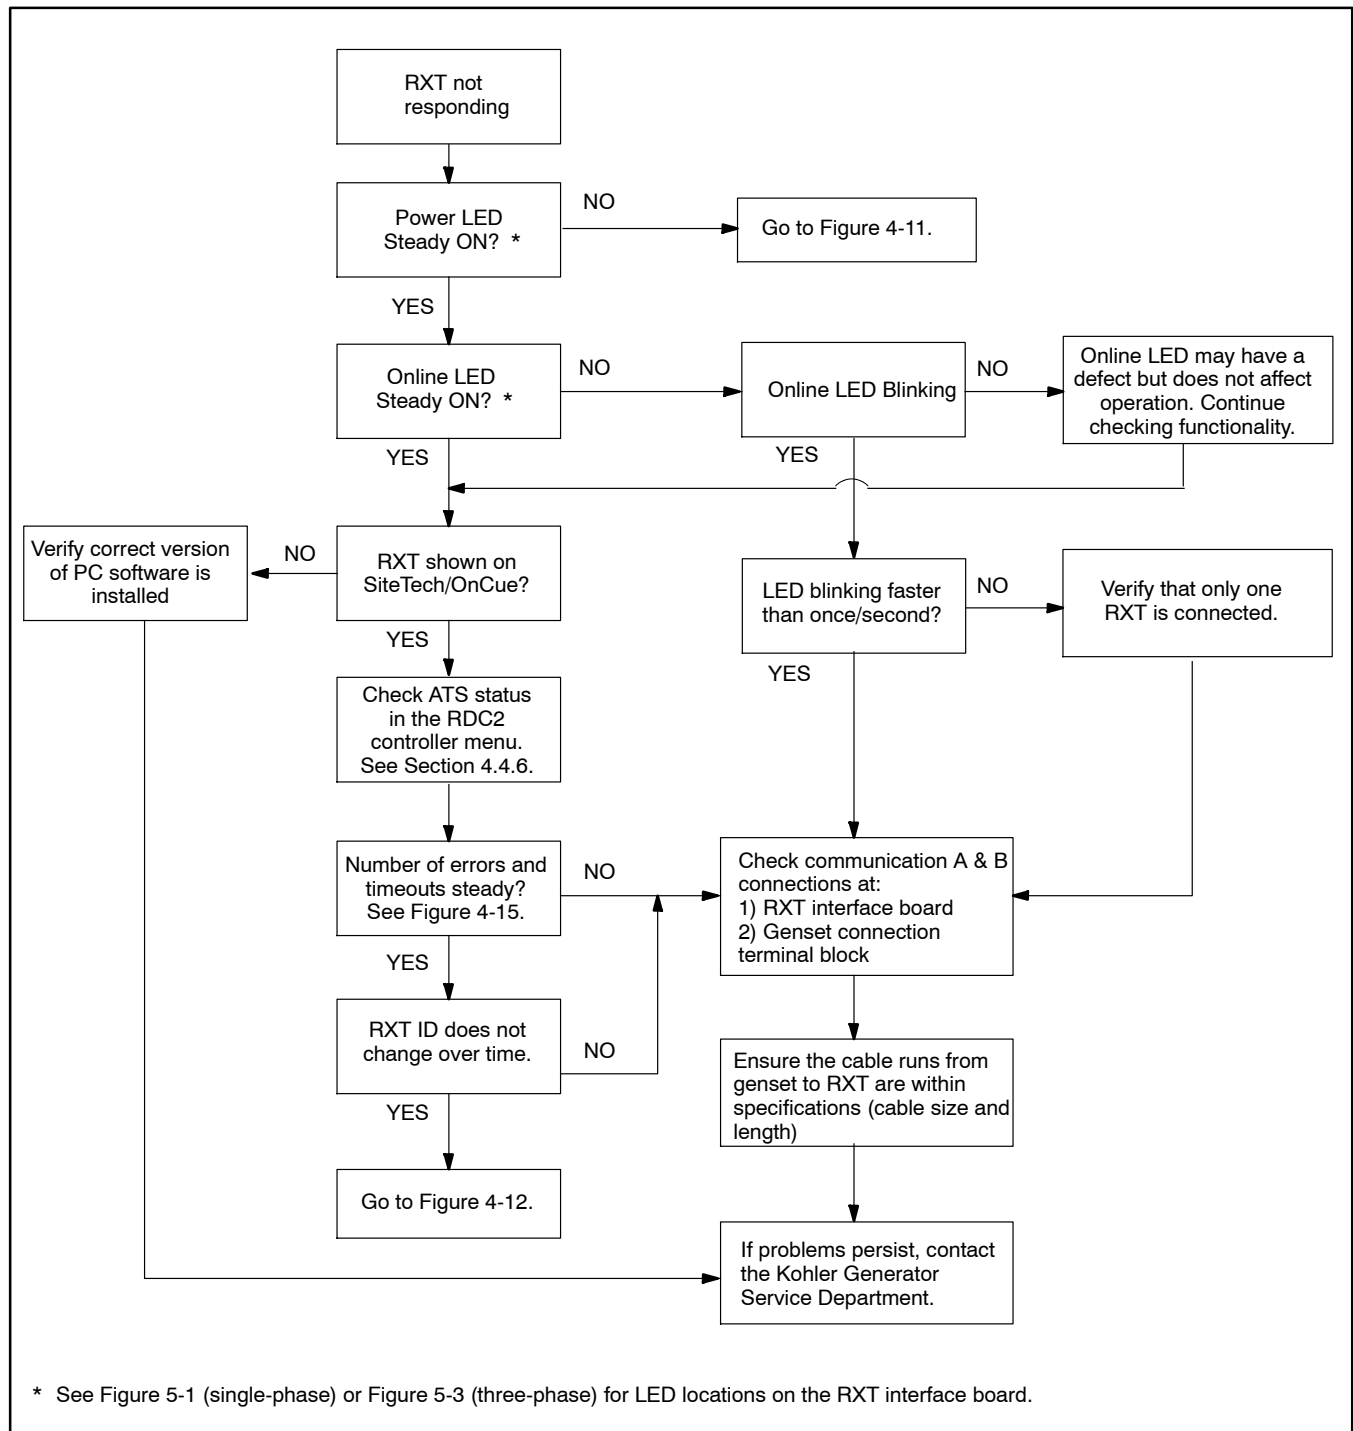 RXT not
responding
Power LED
Steady ON? *
NO
Go to Figure 4-11.
YES
Online LED
Steady ON? *
NO
Online LED Blinking
NO
Online LED may have a
defect but does not affect
operation. Continue
checking functionality.
YES
YES
Verify correct version
of PC software is
installed
NO
RXT shown on
SiteTech/OnCue?
LED blinking faster
than once/second?
NO
Verify that only one
RXT is connected.
YES
YES
Check ATS status
in the RDC2
controller menu.
See Section 4.4.6.
Number of errors and
timeouts steady?
See Figure 4-15.
NO
Check communication A & B
connections at:
1) RXT interface board
2) Genset connection
terminal block
YES
RXT ID does not
change over time.
NO
Ensure the cable runs from
genset to RXT are within
specifications (cable size and
length)
YES
Go to Figure 4-12.
If problems persist, contact
the Kohler Generator
Service Department.
* See Figure 5-1 (single-phase) or Figure 5-3 (three-phase) for LED locations on the RXT interface board.